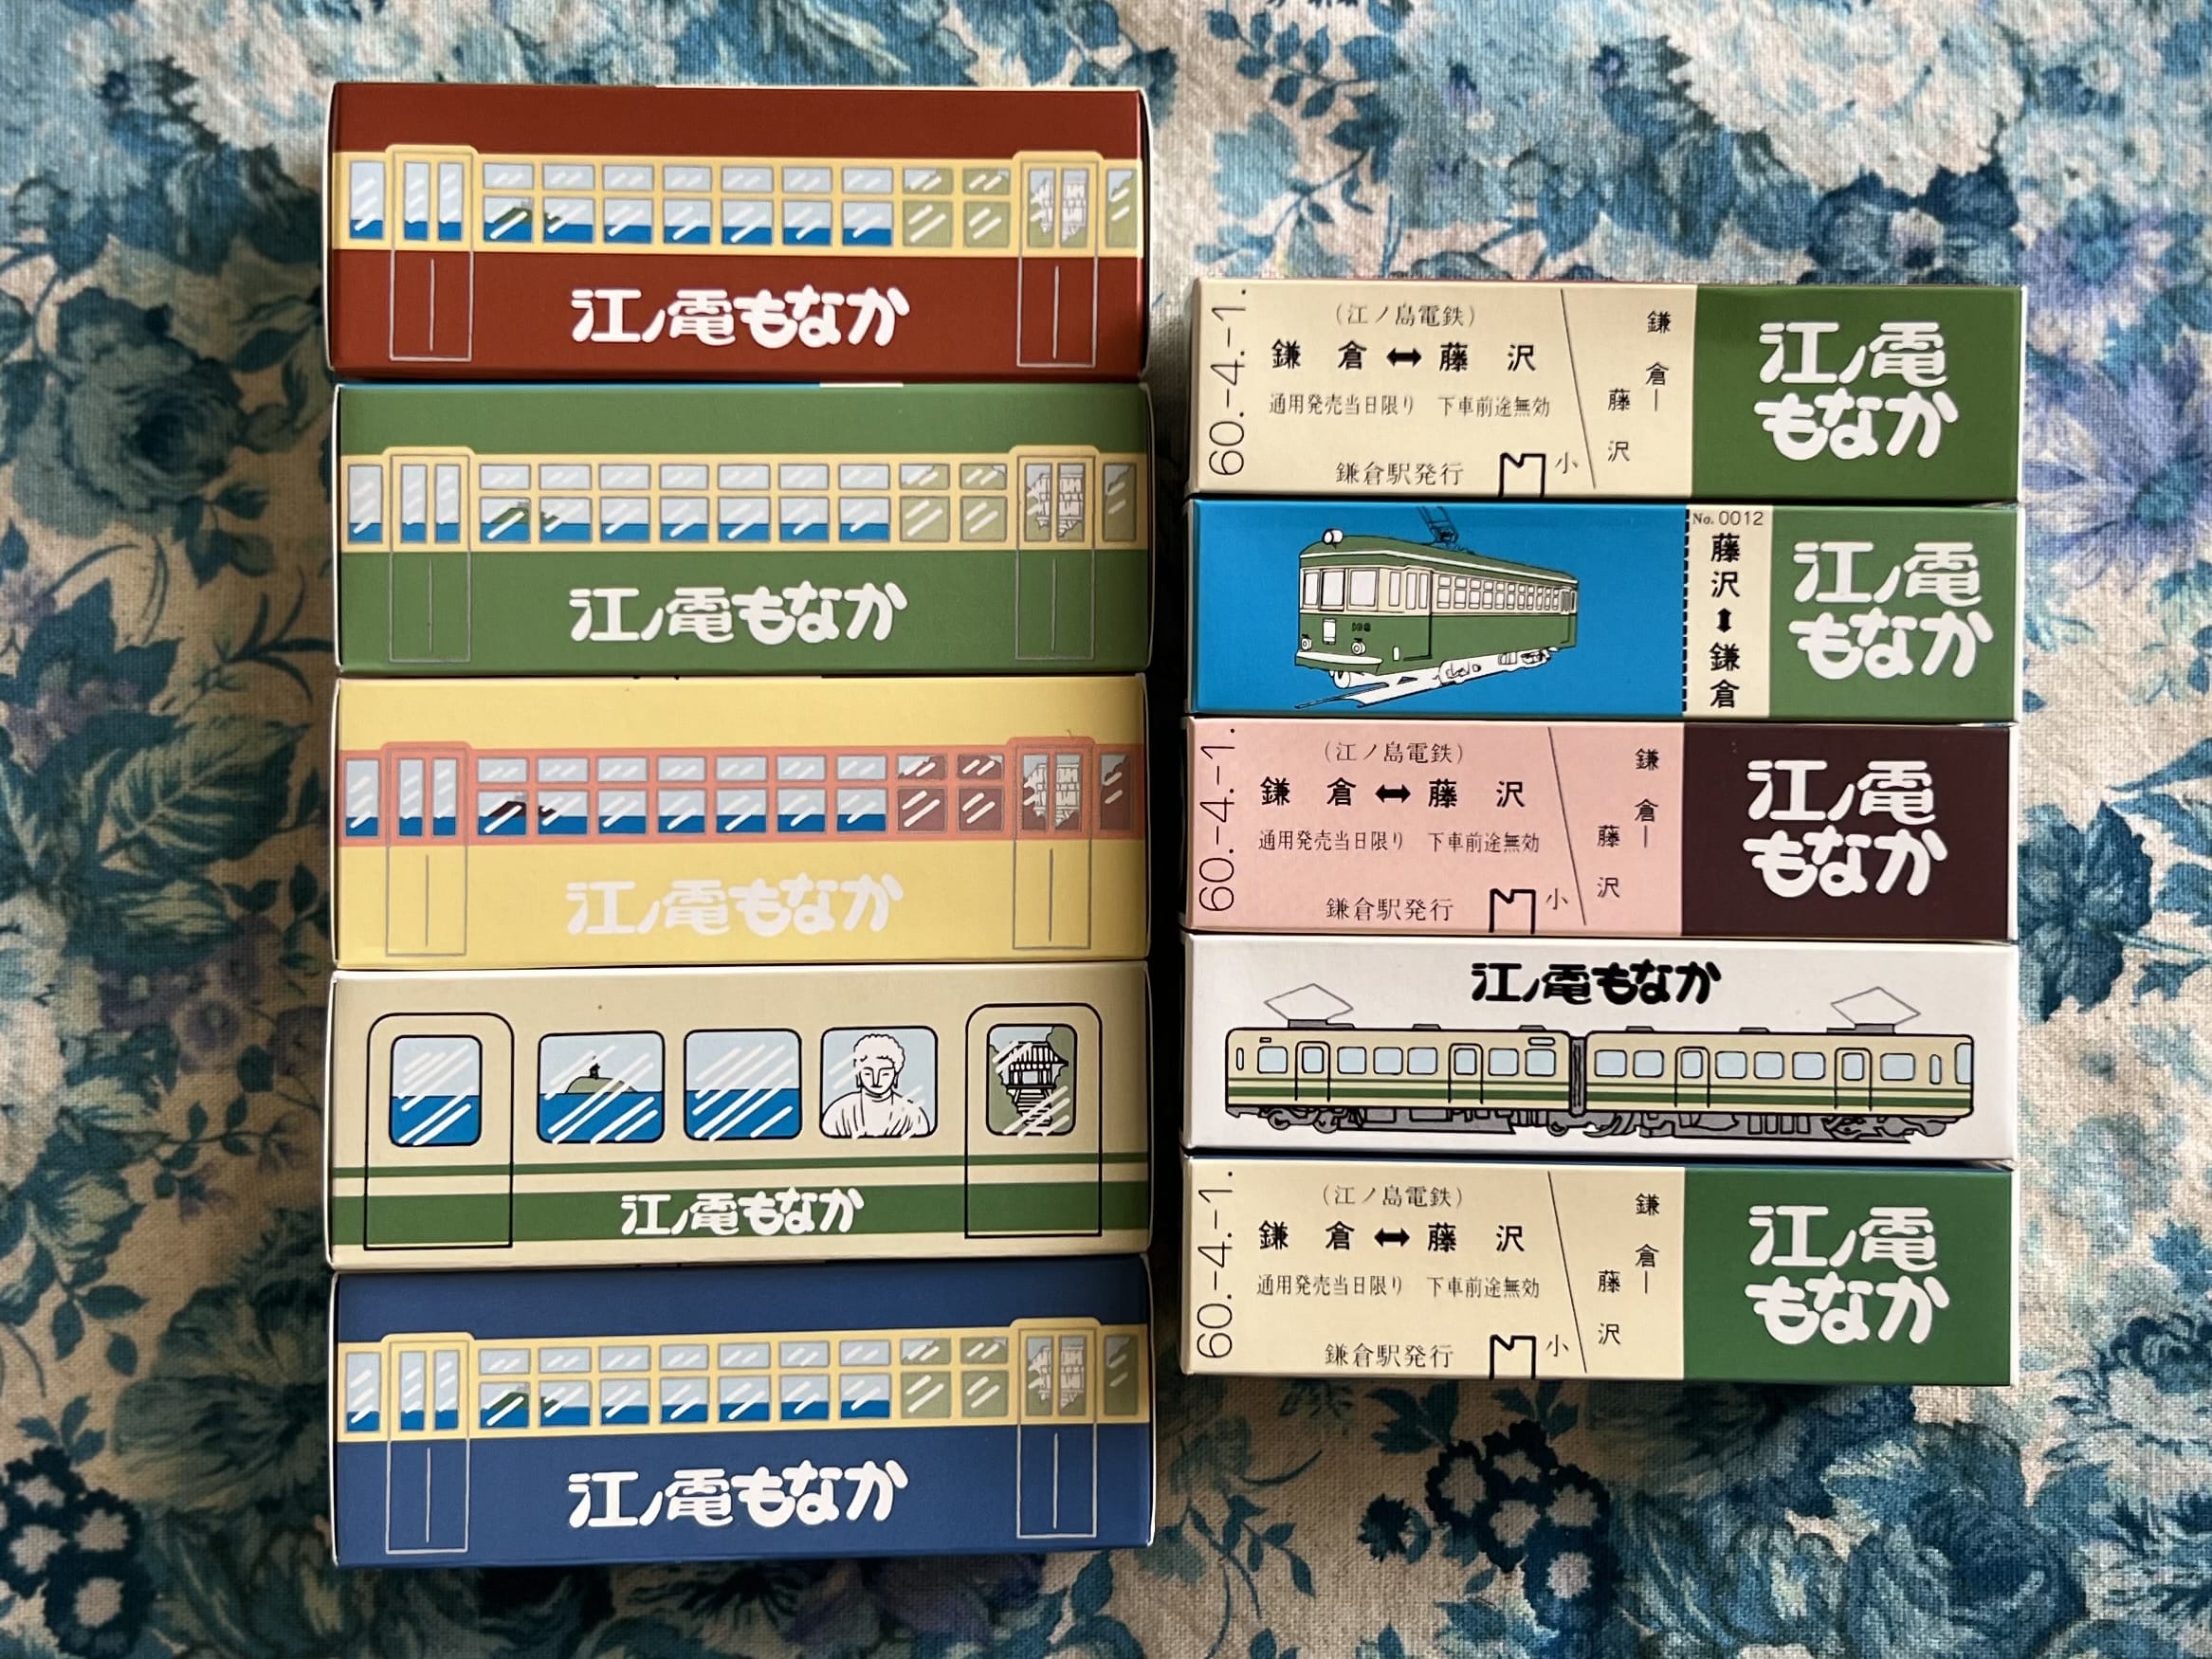 江ノ電もなか
江ノ電もなか
江ノ電もなか
江ノ電もなか
江ノ電もなか
60.-4.-1.
(江ノ島電鉄)
鎌倉⬌藤沢
通用発売当日限り 下車前途無効
鎌倉駅発行
小
鎌倉―
藤沢
江ノ電
もなか
No.0012
藤沢⬍鎌倉
江ノ電
もなか
60.-4.-1.
(江ノ島電鉄)
鎌倉⬌藤沢
通用発売当日限り 下車前途無効
鎌倉駅発行
小
鎌倉―
藤沢
江ノ電
もなか
江ノ電もなか
60.-4.-1.
(江ノ島電鉄)
鎌倉⬌藤沢
通用発売当日限り 下車前途無効
鎌倉駅発行
小
鎌倉―
藤沢
江ノ電
もなか